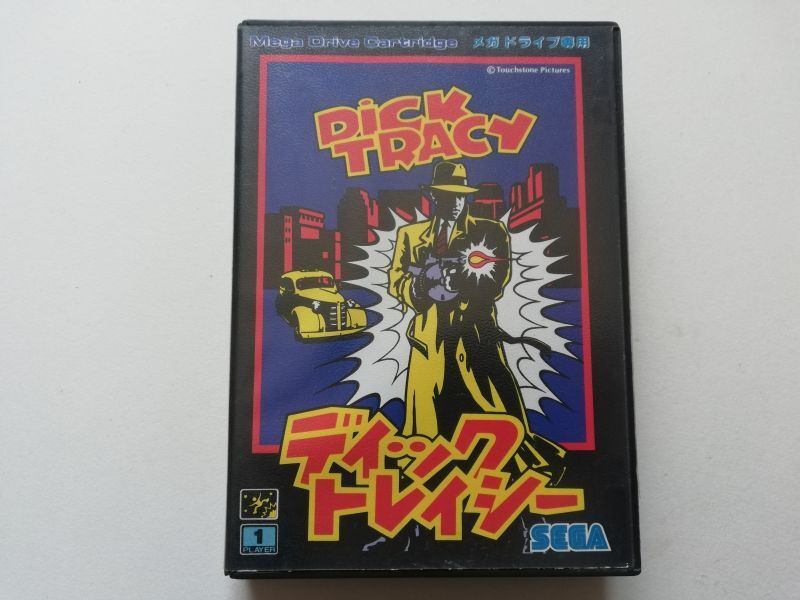 Mega Drive Cartridge メガドライブ専用
© Touchstone Pictures
DICK
TRACY
ディック
トレイシー
1
PLAYER
SEGA